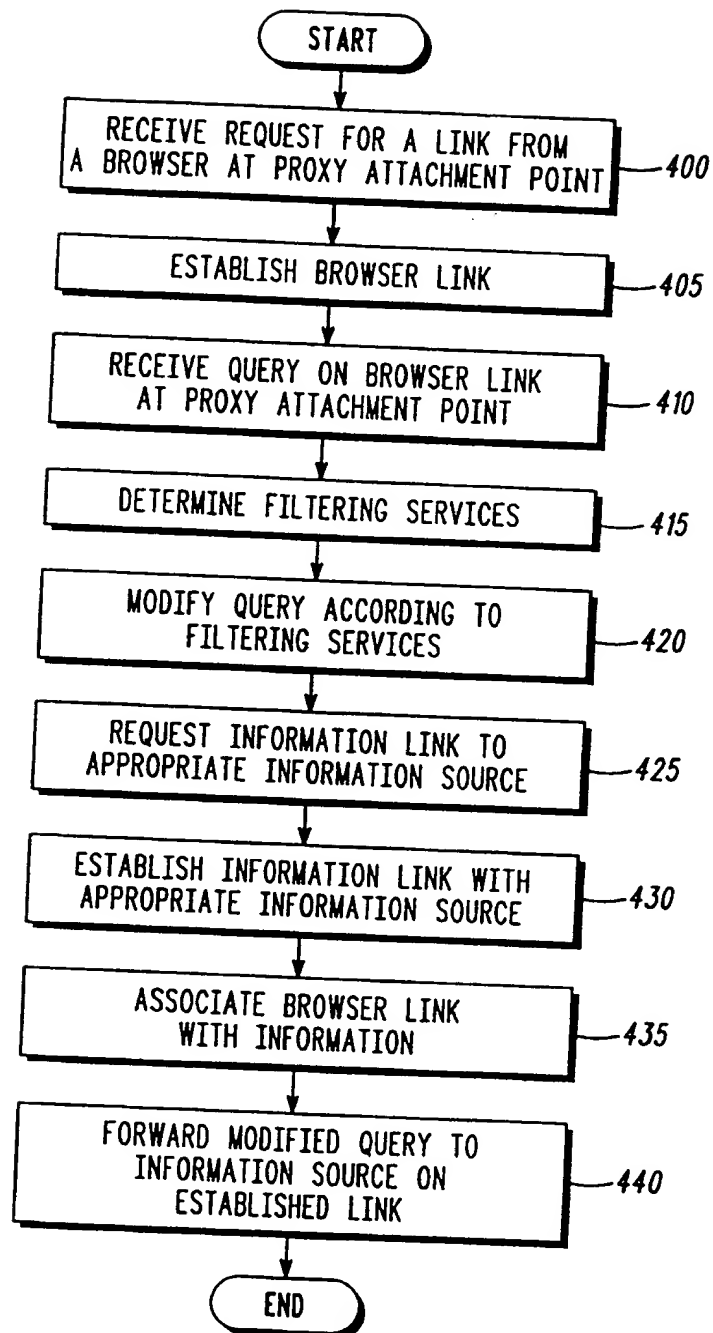 START
RECEIVE REQUEST FOR A LINK FROM
A BROWSER AT PROXY ATTACHMENT POINT
400
ESTABLISH BROWSER LINK
405
RECEIVE QUERY ON BROWSER LINK
AT PROXY ATTACHMENT POINT
410
DETERMINE FILTERING SERVICES
415
MODIFY QUERY ACCORDING TO
FILTERING SERVICES
420
REQUEST INFORMATION LINK TO
APPROPRIATE INFORMATION SOURCE
425
ESTABLISH INFORMATION LINK WITH
APPROPRIATE INFORMATION SOURCE
430
ASSOCIATE BROWSER LINK
WITH INFORMATION
435
FORWARD MODIFIED QUERY TO
INFORMATION SOURCE ON
ESTABLISHED LINK
440
END